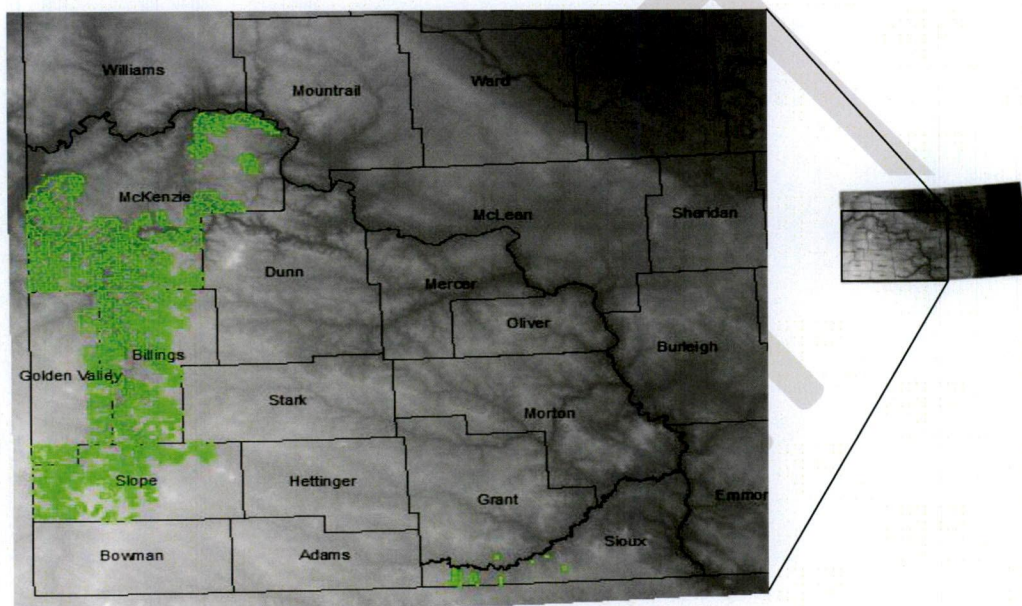 Williams
Mountrail
Ward
McKenzie
McLean
Sheridan
Dunn
Mercer
Oliver
Burleigh
Billings
Golden Valley
Stark
Morton
Slope
Hettinger
Grant
Emmor
Sioux
Bowman
Adams